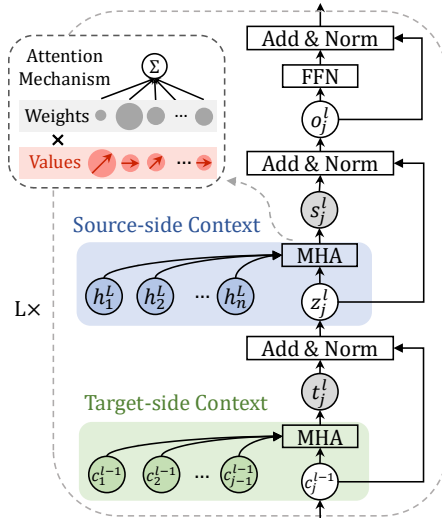 Add & Norm
FFN
o_j^l
Add & Norm
Attention
Mechanism
Σ
Weights
...
×
Values
...
s_j^l
Source-side Context
MHA
h_1^L h_2^L ... h_n^L
z_j^l
L×
Add & Norm
t_j^l
Target-side Context
MHA
c_1^{l-1} c_2^{l-1} ... c_{j-1}^{l-1}
c_j^{l-1}